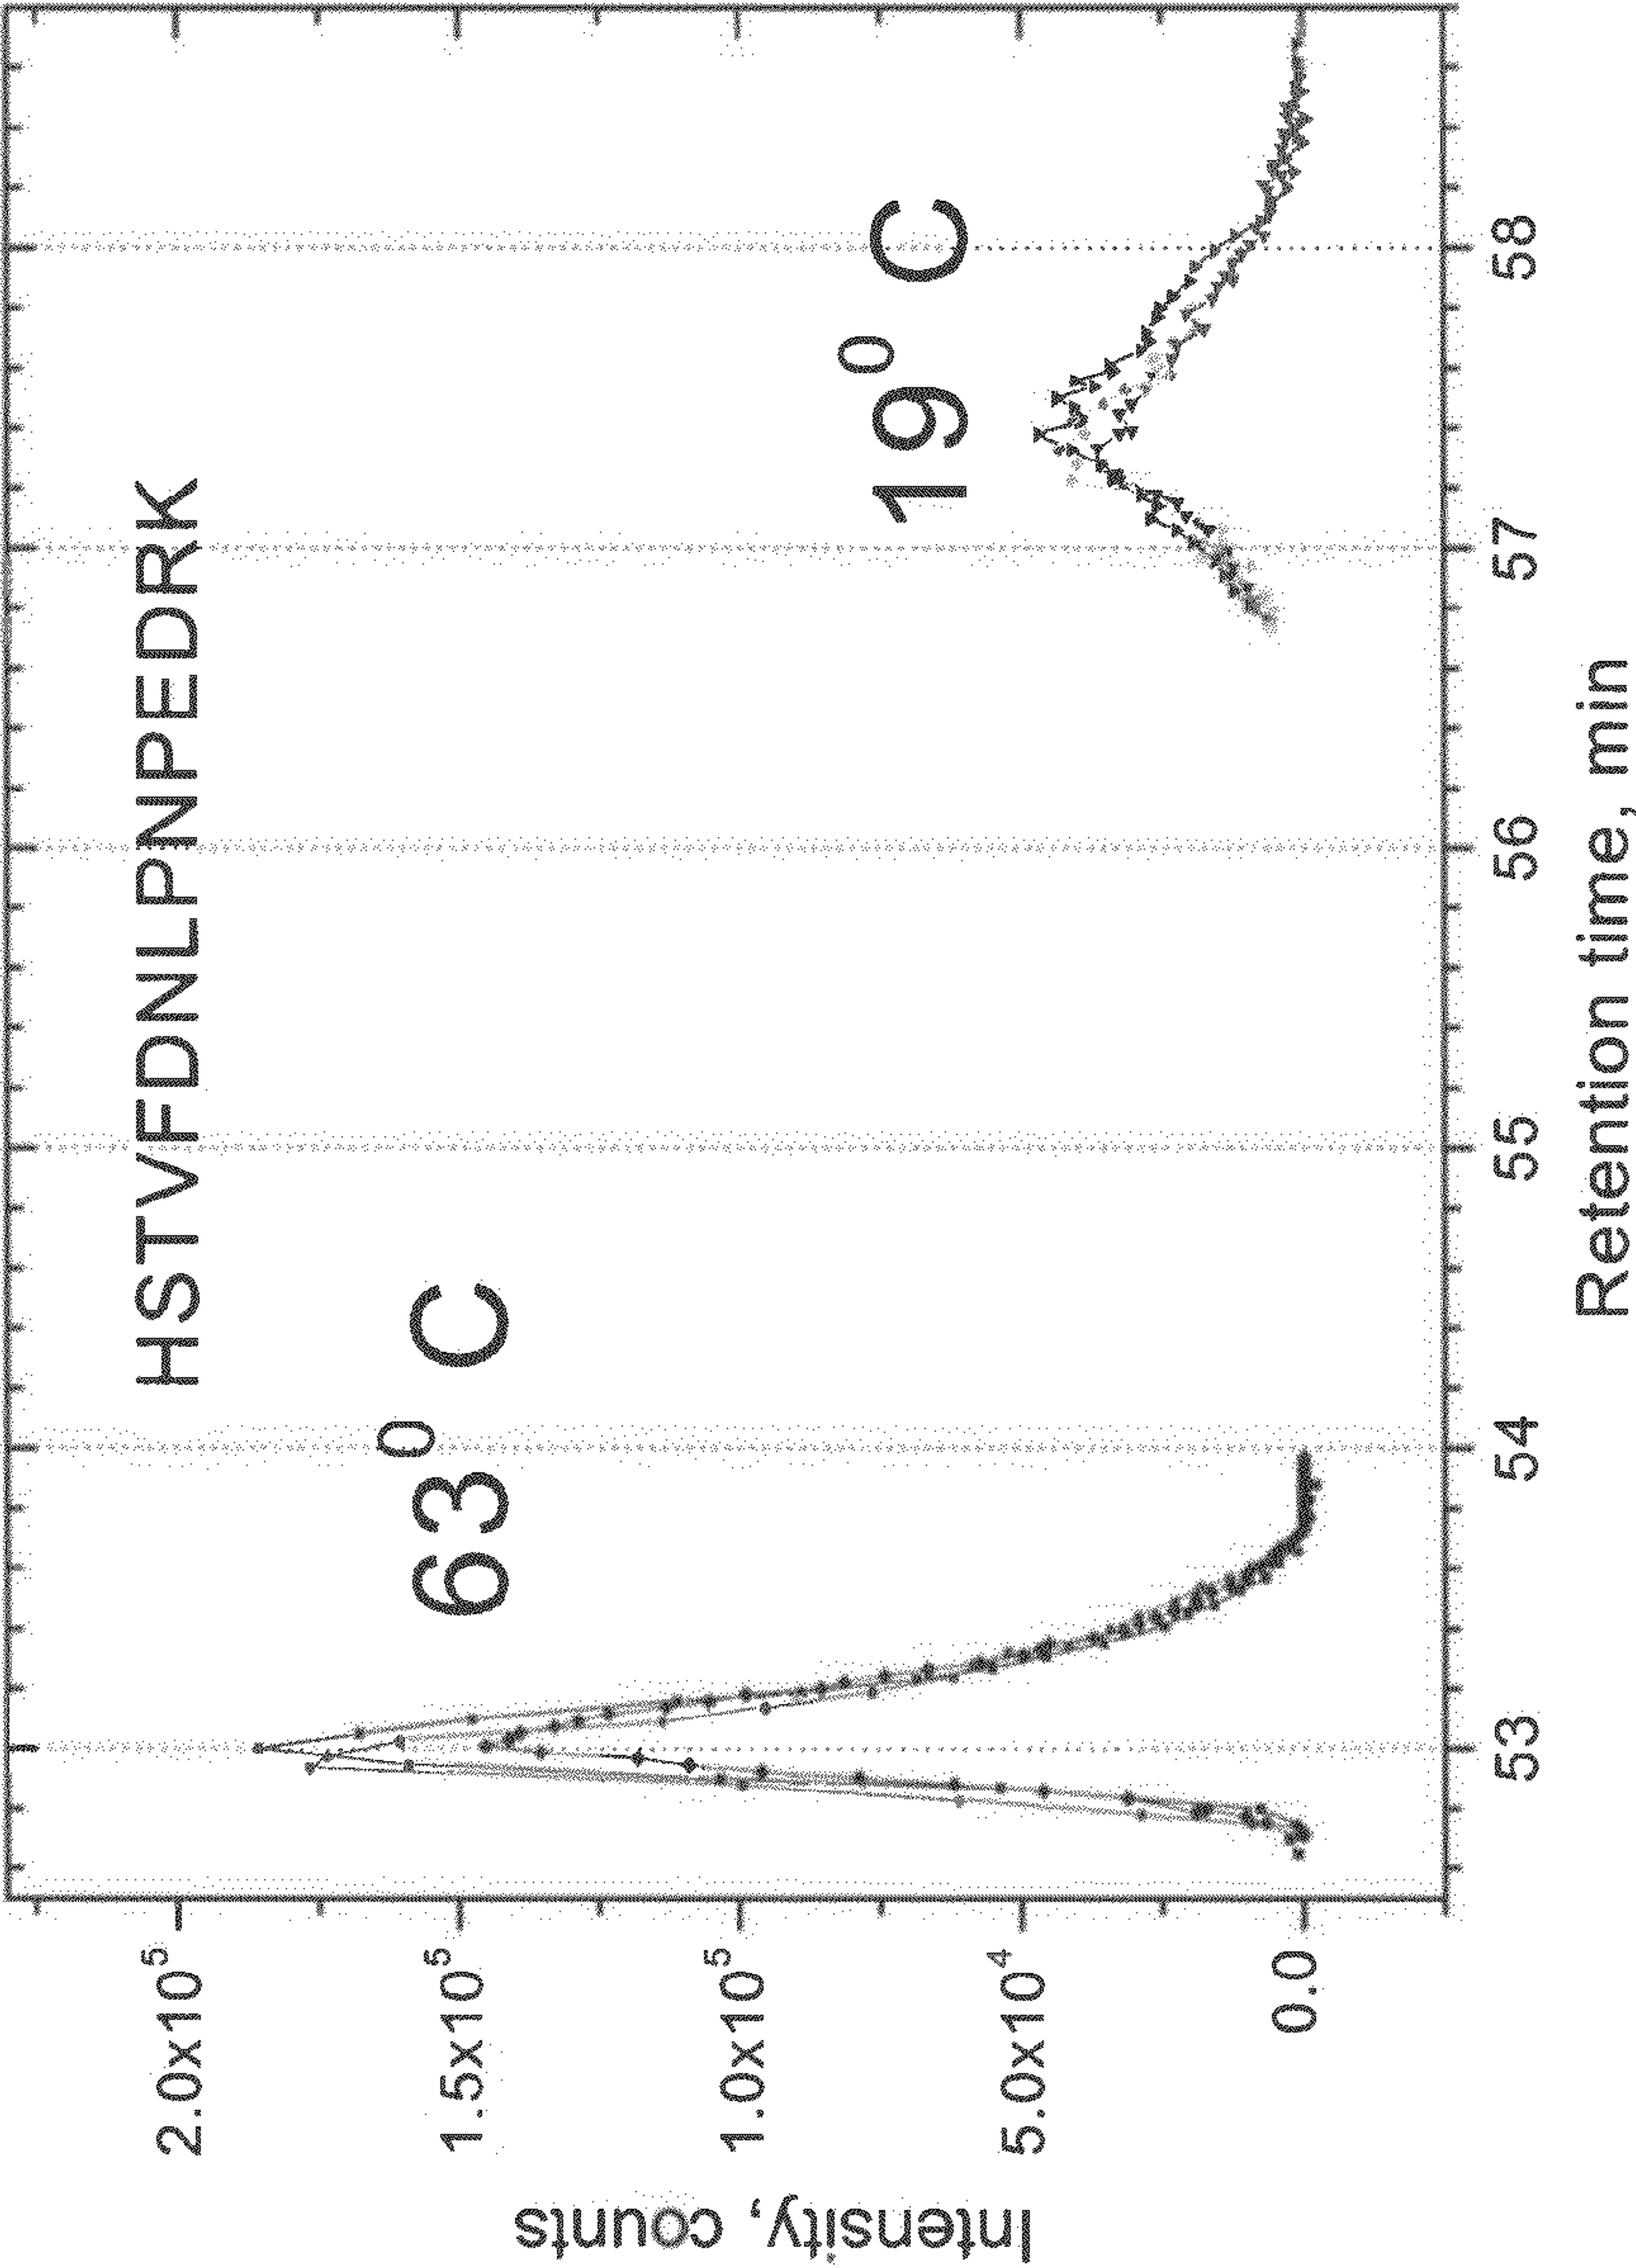 HSTVFDNLPNPEDRK
63⁰ C
19⁰ C
Intensity, counts
2.0x10⁵
1.5x10⁵
1.0x10⁵
5.0x10⁴
0.0
53 54 55 56 57 58
Retention time, min